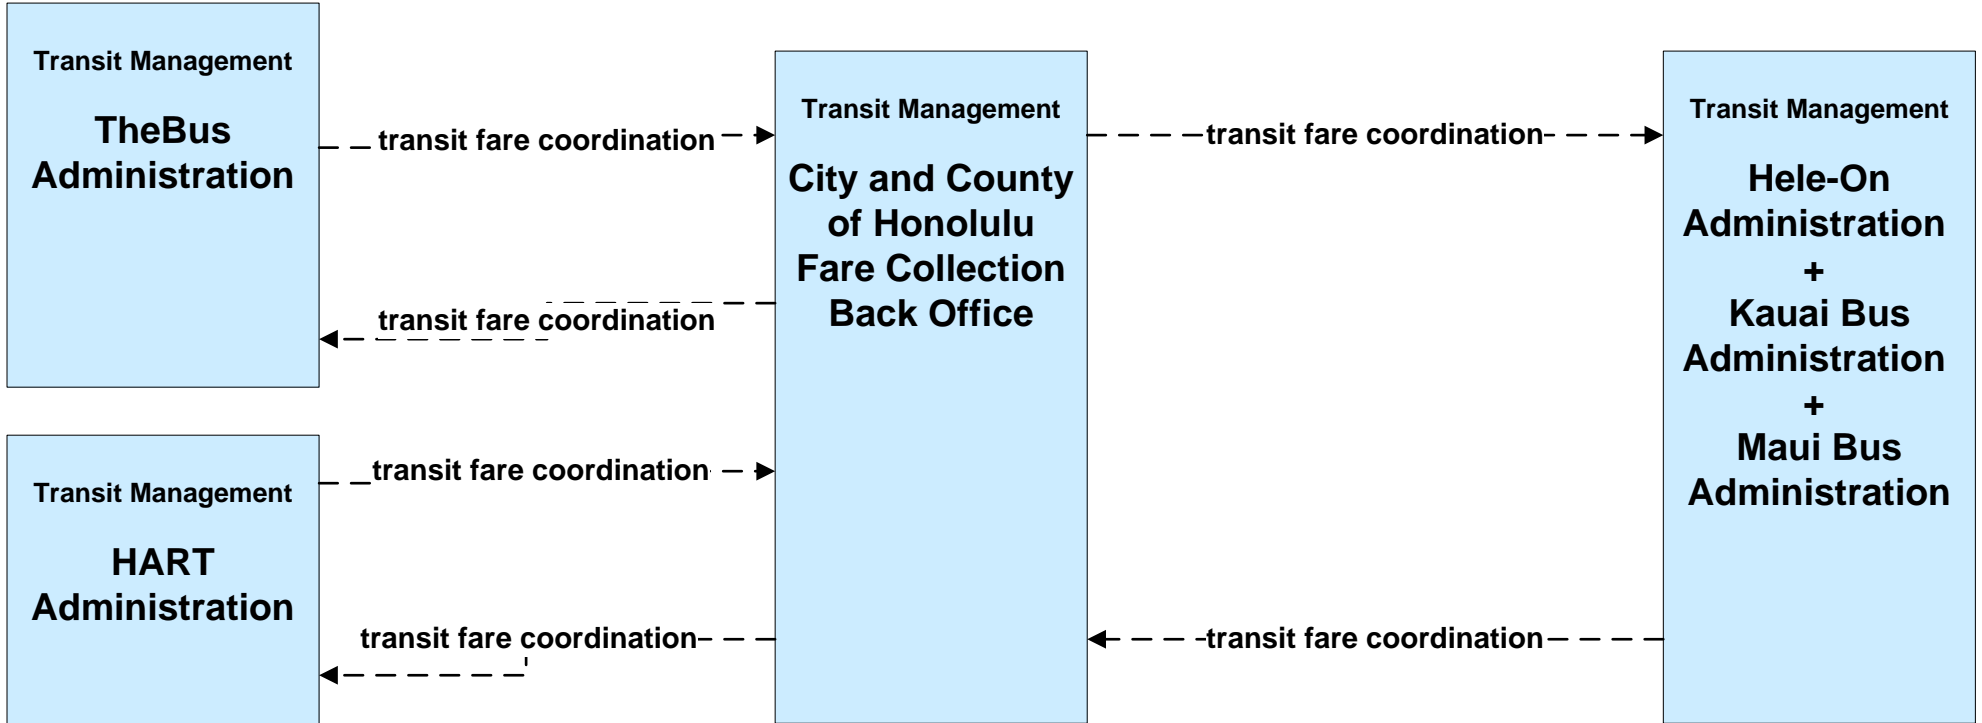 Transit Management
TheBus
Administration
transit fare coordination
transit fare coordination
Transit Management
HART
Administration
transit fare coordination
transit fare coordination
Transit Management
City and County
of Honolulu
Fare Collection
Back Office
transit fare coordination
transit fare coordination
Transit Management
Hele-On
Administration
+
Kauai Bus
Administration
+
Maui Bus
Administration